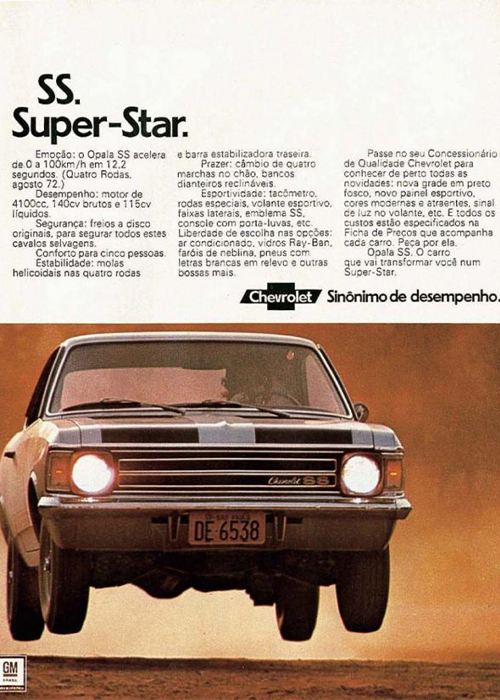 SS.
Super-Star.
Emoção: o Opala SS acelera
de 0 a 100km/h em 12,2
segundos. (Quatro Rodas,
agosto 72.)
Desempenho: motor de
4100cc, 140cv brutos e 115cv
líquidos.
Segurança: freios a disco
originais, para segurar todos estes
cavalos selvagens.
Conforto para cinco pessoas.
Estabilidade: molas
helicoidais nas quatro rodas
e barra estabilizadora traseira.
Prazer: câmbio de quatro
marchas no chão, bancos
dianteiros reclináveis.
Esportividade: tacômetro,
rodas especiais, volante esportivo,
faixas laterais, emblema SS,
console com porta-luvas, etc.
Liberdade de escolha nas opções:
ar condicionado, vidros Ray-Ban,
faróis de neblina, pneus com
letras brancas em relevo e outras
bossas mais.
Passe no seu Concessionário
de Qualidade Chevrolet para
conhecer de perto todas as
novidades: nova grade em preto
fosco, novo painel esportivo,
cores modernas e atraentes, sinal
de luz no volante, etc. E todos os
custos estão especificados na
Ficha de Preços que acompanha
cada carro. Peça por ela.
Opala SS. O carro
que vai transformar você num
Super-Star.
Chevrolet Sinônimo de desempenho.
Chevrolet SS
DE·6538
GM
BRASIL